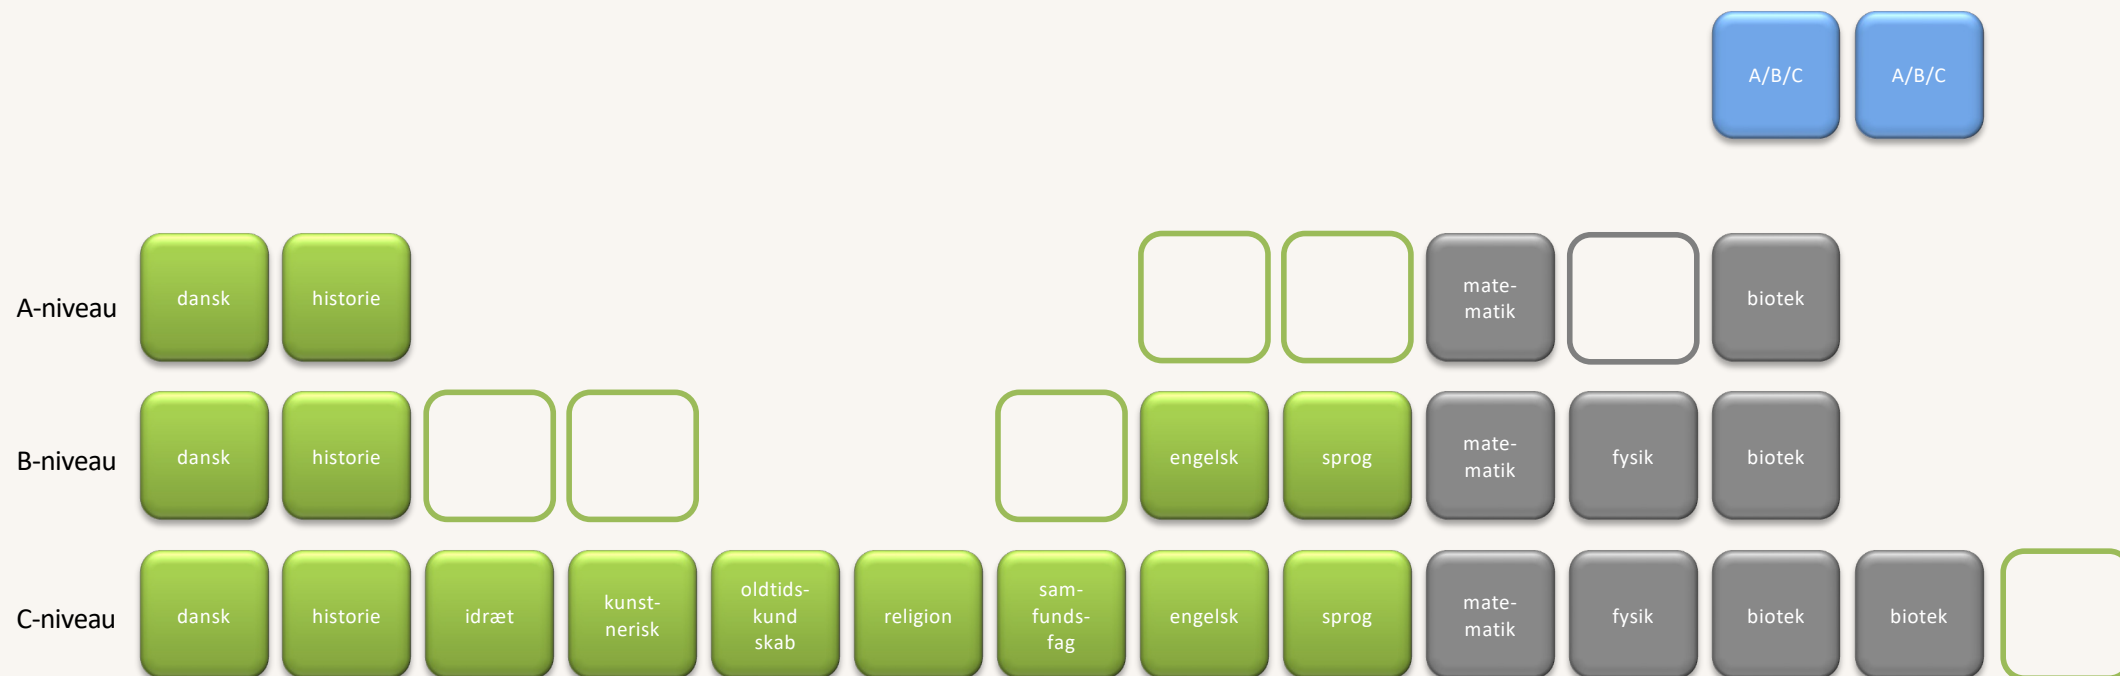 A/B/C
A/B/C
A-niveau
dansk
historie
mate-
matik
biotek
B-niveau
dansk
historie
engelsk
sprog
mate-
matik
fysik
biotek
C-niveau
dansk
historie
idræt
kunst-
nerisk
oldtids-
kund
skab
religion
sam-
funds-
fag
engelsk
sprog
mate-
matik
fysik
biotek
biotek